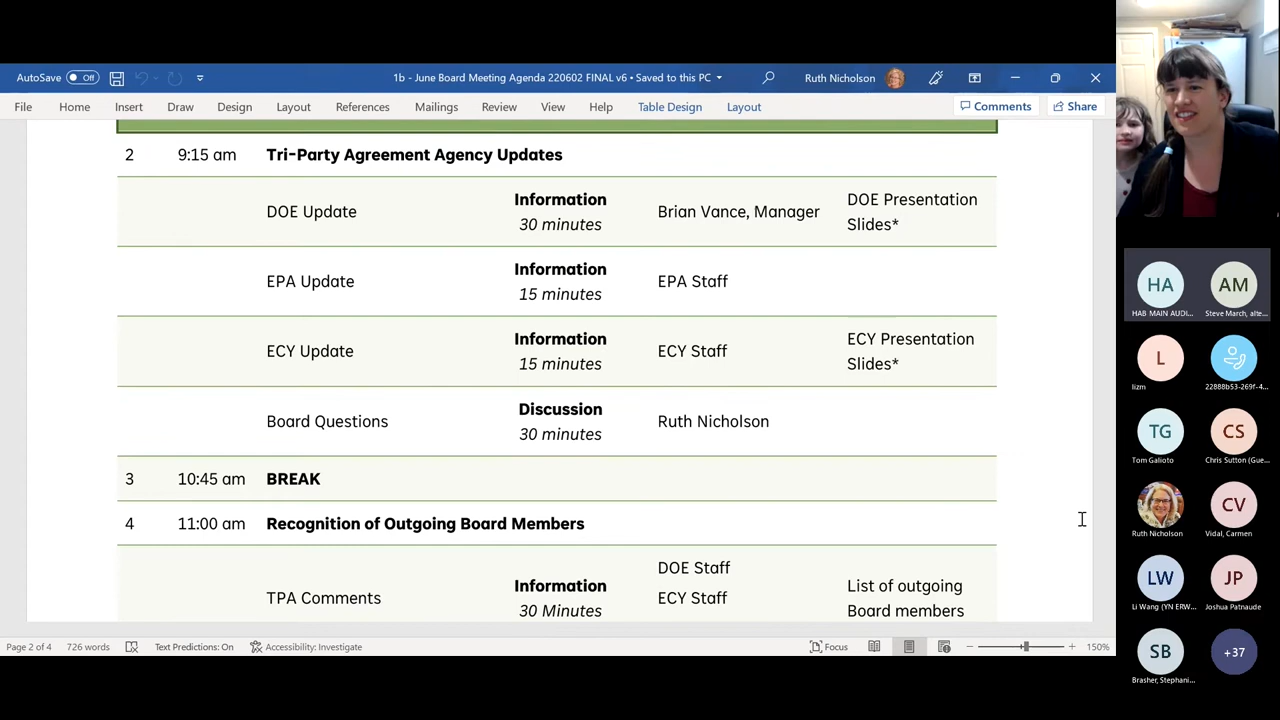 AutoSave Off 1b - June Board Meeting Agenda 220602 FINAL v6 • Saved to this PC Ruth Nicholson
File Home Insert Draw Design Layout References Mailings Review View Help Table Design Layout Comments Share
2 9:15 am Tri-Party Agreement Agency Updates
DOE Update Information 30 minutes Brian Vance, Manager DOE Presentation Slides*
EPA Update Information 15 minutes EPA Staff
ECY Update Information 15 minutes ECY Staff ECY Presentation Slides*
Board Questions Discussion 30 minutes Ruth Nicholson
3 10:45 am BREAK
4 11:00 am Recognition of Outgoing Board Members
TPA Comments Information 30 Minutes DOE Staff ECY Staff List of outgoing Board members
Page 2 of 4 726 words Text Predictions: On Accessibility: Investigate Focus 150%
HA AM
HAB MAIN AUDI... Steve March, alte...
L
lizm 22888b53-269f-4...
TG CS
Tom Galioto Chris Sutton (Gue...
CV
Ruth Nicholson Vidal, Carmen
LW JP
Li Wang (YN ERW... Joshua Patnaude
SB +37
Brasher, Stephani...